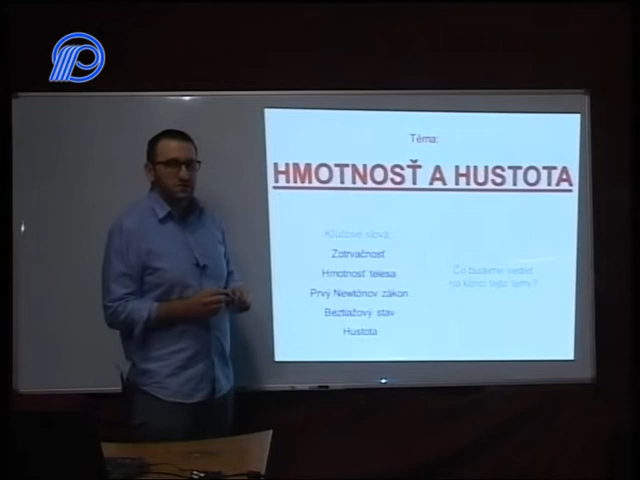 Téma:
HMOTNOSŤ A HUSTOTA
Kľúčové slová:
Zotrvačnosť
Hmotnosť telesa
Prvý Newtónov zákon
Beztiažový stav
Hustota
Čo budeme vedieť
na konci tejto témy?